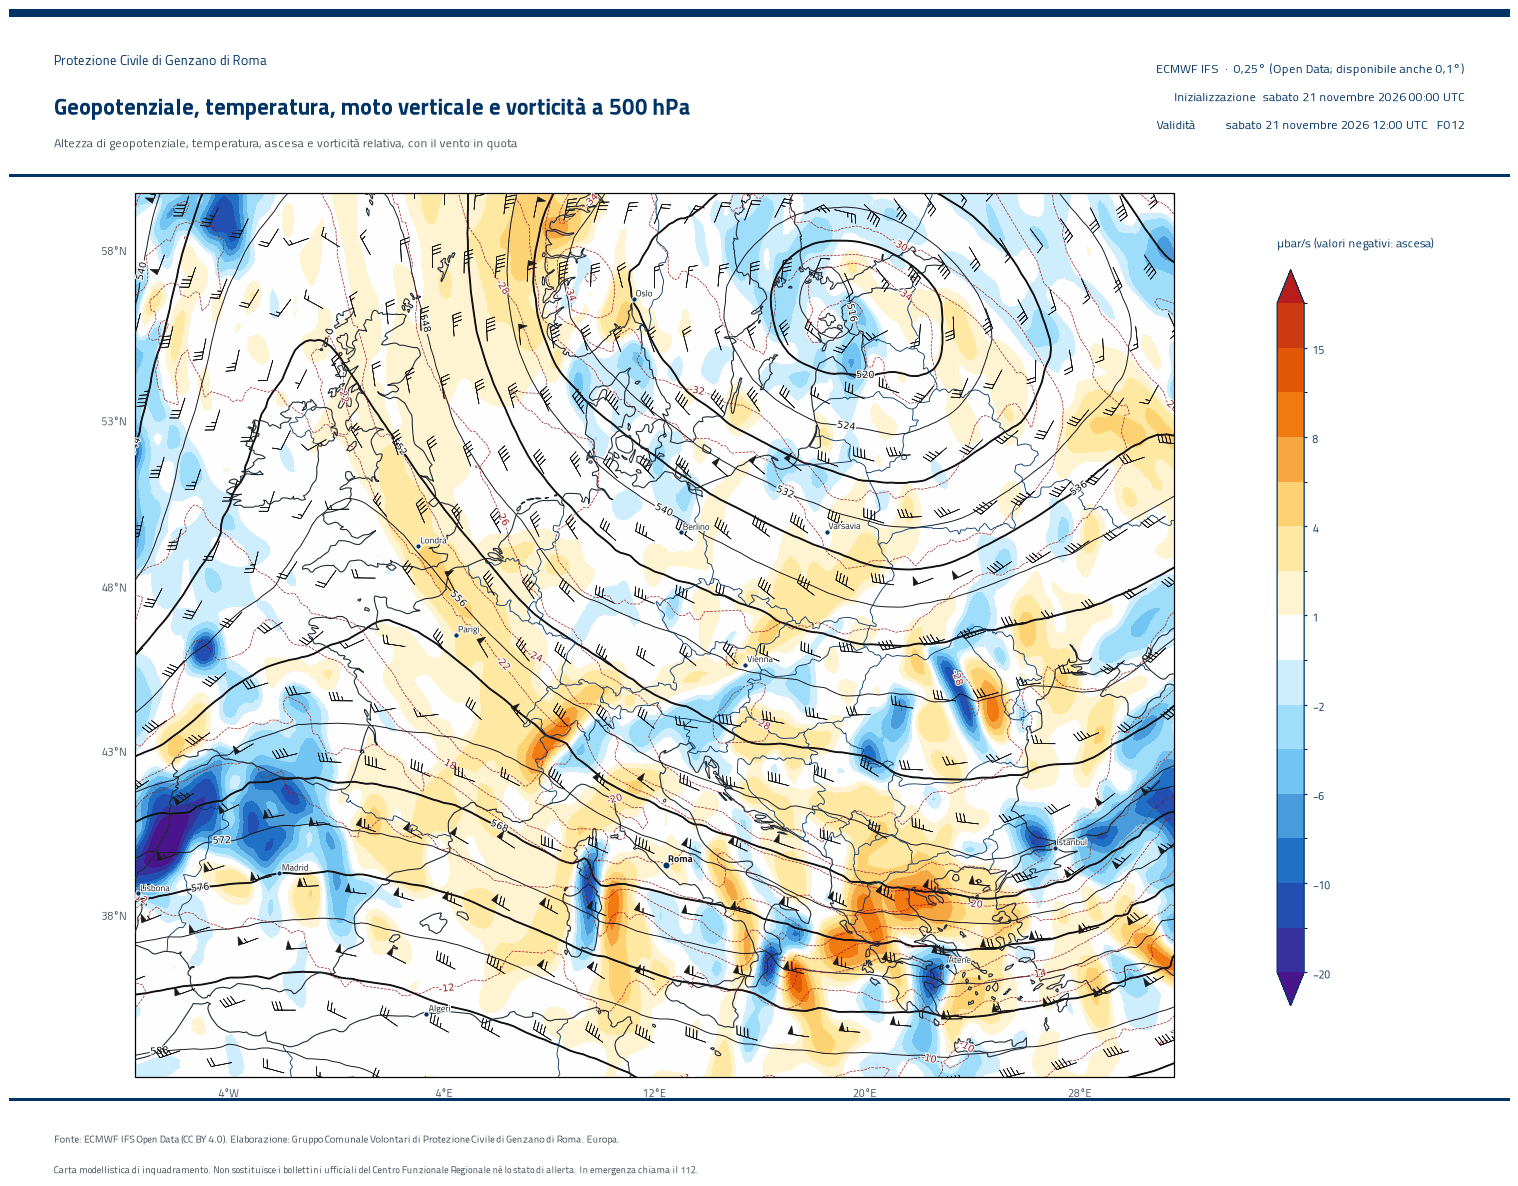 Protezione Civile di Genzano di Roma
Geopotenziale, temperatura, moto verticale e vorticità a 500 hPa
Altezza di geopotenziale, temperatura, ascesa e vorticità relativa, con il vento in quota
ECMWF IFS · 0,25° (Open Data; disponibile anche 0,1°)
Inizializzazione sabato 21 novembre 2026 00:00 UTC
Validità sabato 21 novembre 2026 12:00 UTC F012
µbar/s (valori negativi: ascesa)
15
8
4
1
−2
−6
−10
−20
58°N
53°N
48°N
43°N
38°N
4°W
4°E
12°E
20°E
28°E
Oslo
Berlino
Varsavia
Londra
Parigi
Vienna
Roma
Madrid
Lisbona
Istanbul
Atene
Algeri
540
548
516
520
524
532
536
540
556
568
572
576
-34
-30
-34
-34
-28
-32
-26
-24
-22
-28
-28
-18
-20
-20
-14
-12
-10
-10
Fonte: ECMWF IFS Open Data (CC BY 4.0). Elaborazione: Gruppo Comunale Volontari di Protezione Civile di Genzano di Roma. Europa.
Carta modellistica di inquadramento. Non sostituisce i bollettini ufficiali del Centro Funzionale Regionale né lo stato di allerta. In emergenza chiama il 112.